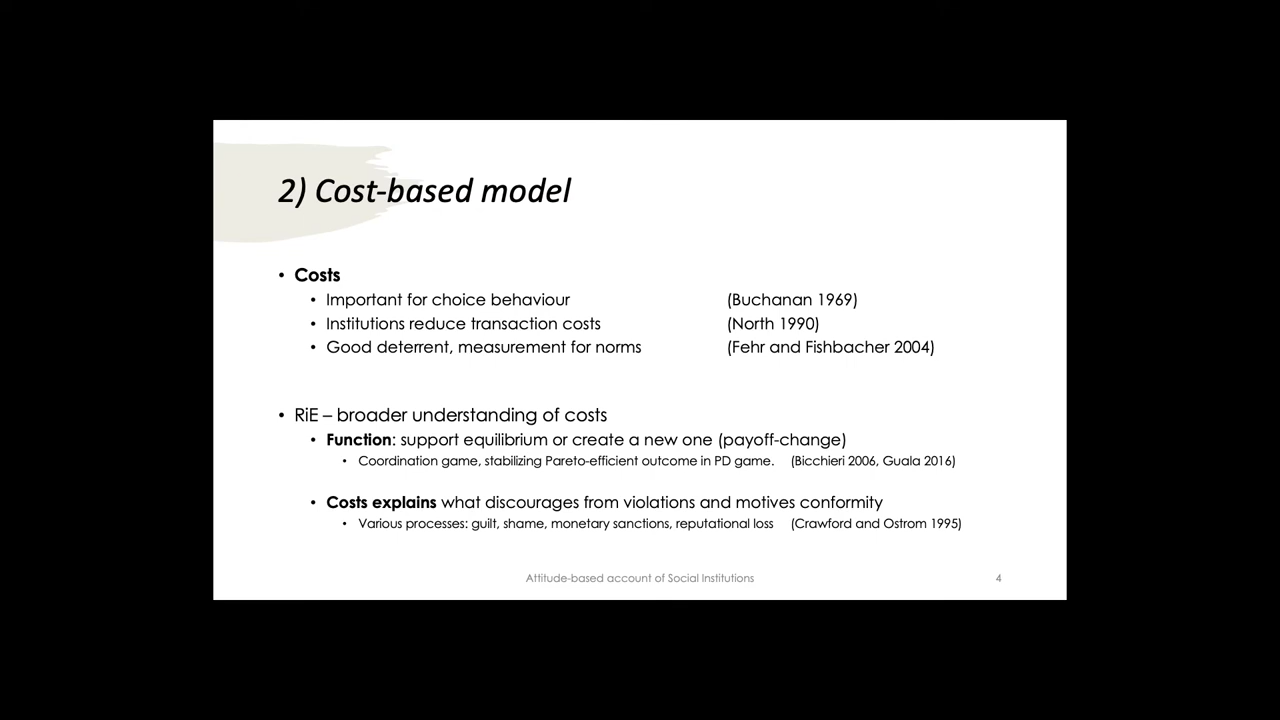 2) Cost-based model
• Costs
• Important for choice behaviour (Buchanan 1969)
• Institutions reduce transaction costs (North 1990)
• Good deterrent, measurement for norms (Fehr and Fishbacher 2004)
• RiE – broader understanding of costs
• Function: support equilibrium or create a new one (payoff-change)
• Coordination game, stabilizing Pareto-efficient outcome in PD game. (Bicchieri 2006, Guala 2016)
• Costs explains what discourages from violations and motives conformity
• Various processes: guilt, shame, monetary sanctions, reputational loss (Crawford and Ostrom 1995)
Attitude-based account of Social Institutions 4